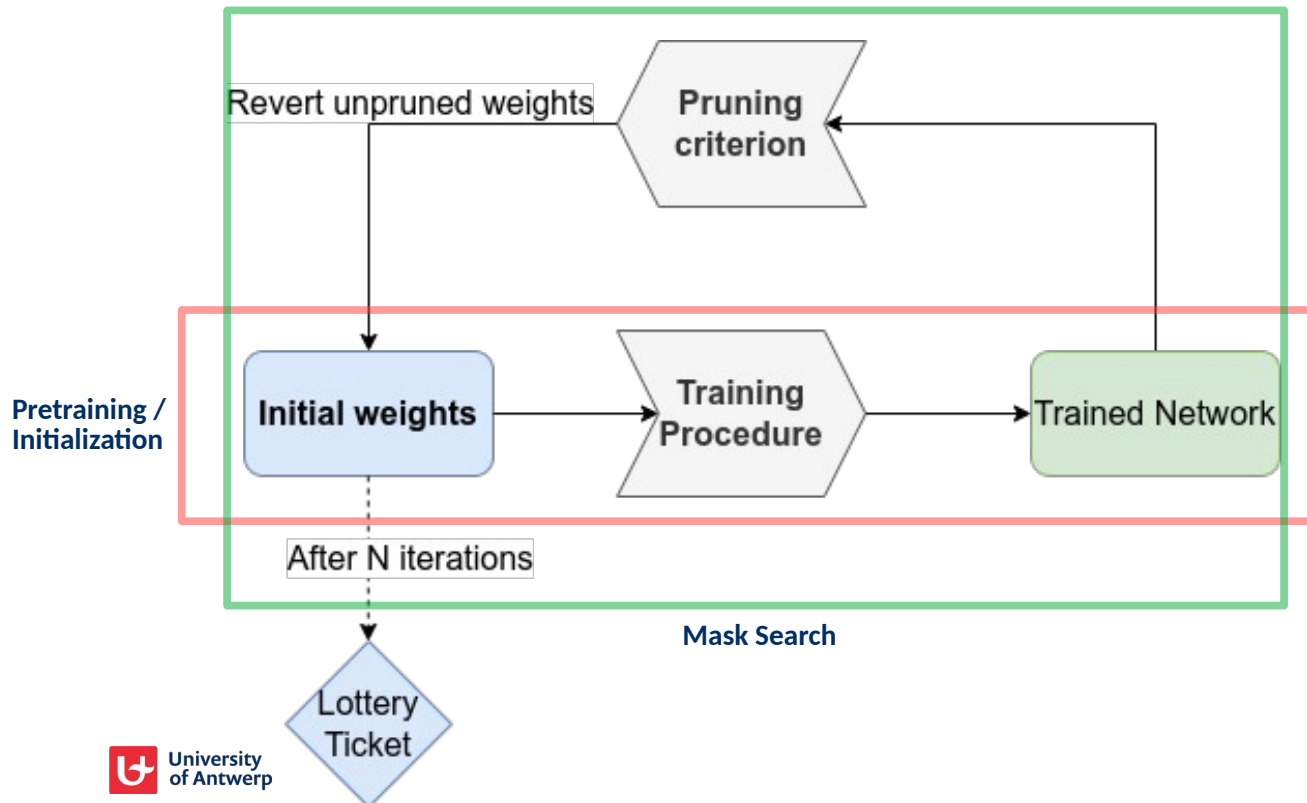 Revert unpruned weights
Pruning
criterion
Pretraining /
Initialization
Initial weights
Training
Procedure
Trained Network
After N iterations
Mask Search
Lottery
Ticket
University
of Antwerp